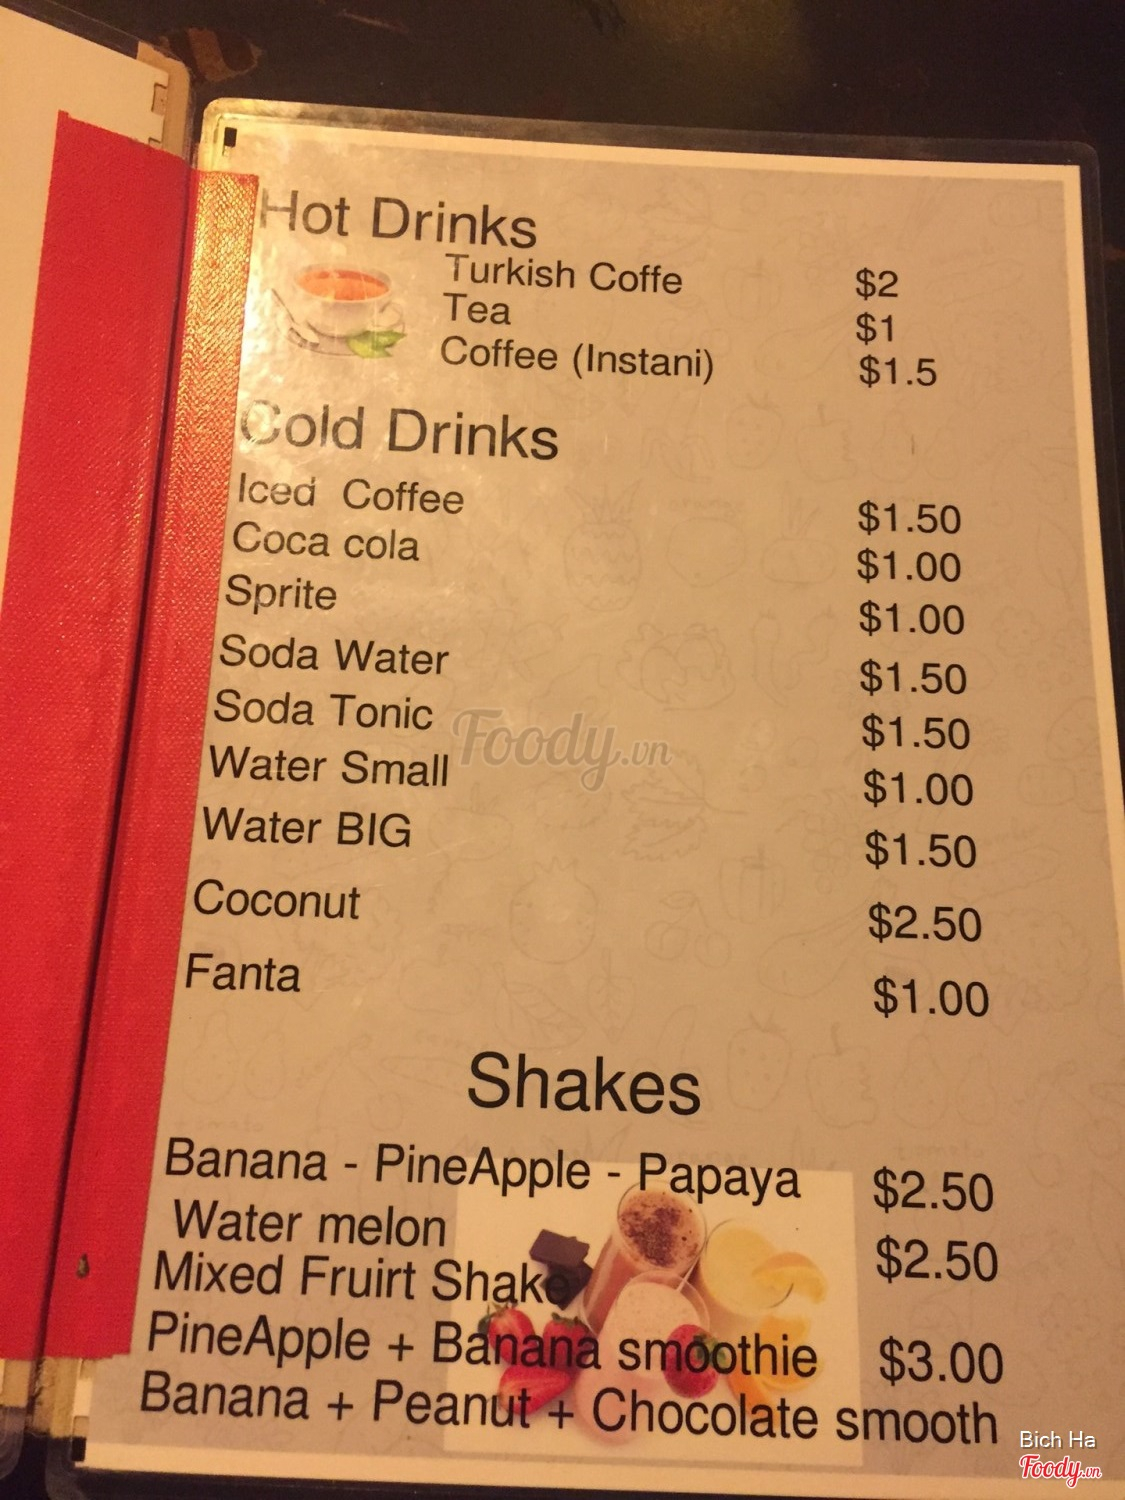 Hot Drinks
Turkish Coffe $2
Tea $1
Coffee (Instani) $1.5
Cold Drinks
Iced Coffee $1.50
Coca cola $1.00
Sprite $1.00
Soda Water $1.50
Soda Tonic $1.50
Foody.vn
Water Small $1.00
Water BIG $1.50
Coconut $2.50
Fanta $1.00
Shakes
Banana - PineApple - Papaya $2.50
Water melon $2.50
Mixed Fruirt Shake
PineApple + Banana smoothie $3.00
Banana + Peanut + Chocolate smooth
Bich Ha
Foody.vn